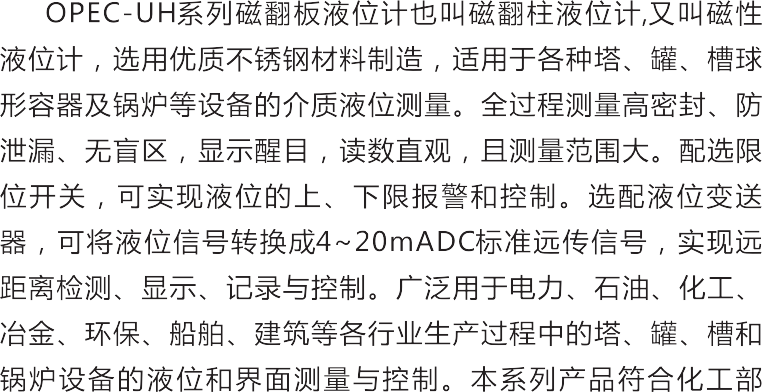 OPEC-UH系列磁翻板液位计也叫磁翻柱液位计,又叫磁性
液位计，选用优质不锈钢材料制造，适用于各种塔、罐、槽球
形容器及锅炉等设备的介质液位测量。全过程测量高密封、防
泄漏、无盲区，显示醒目，读数直观，且测量范围大。配选限
位开关，可实现液位的上、下限报警和控制。选配液位变送
器，可将液位信号转换成4~20mADC标准远传信号，实现远
距离检测、显示、记录与控制。广泛用于电力、石油、化工、
冶金、环保、船舶、建筑等各行业生产过程中的塔、罐、槽和
锅炉设备的液位和界面测量与控制。本系列产品符合化工部